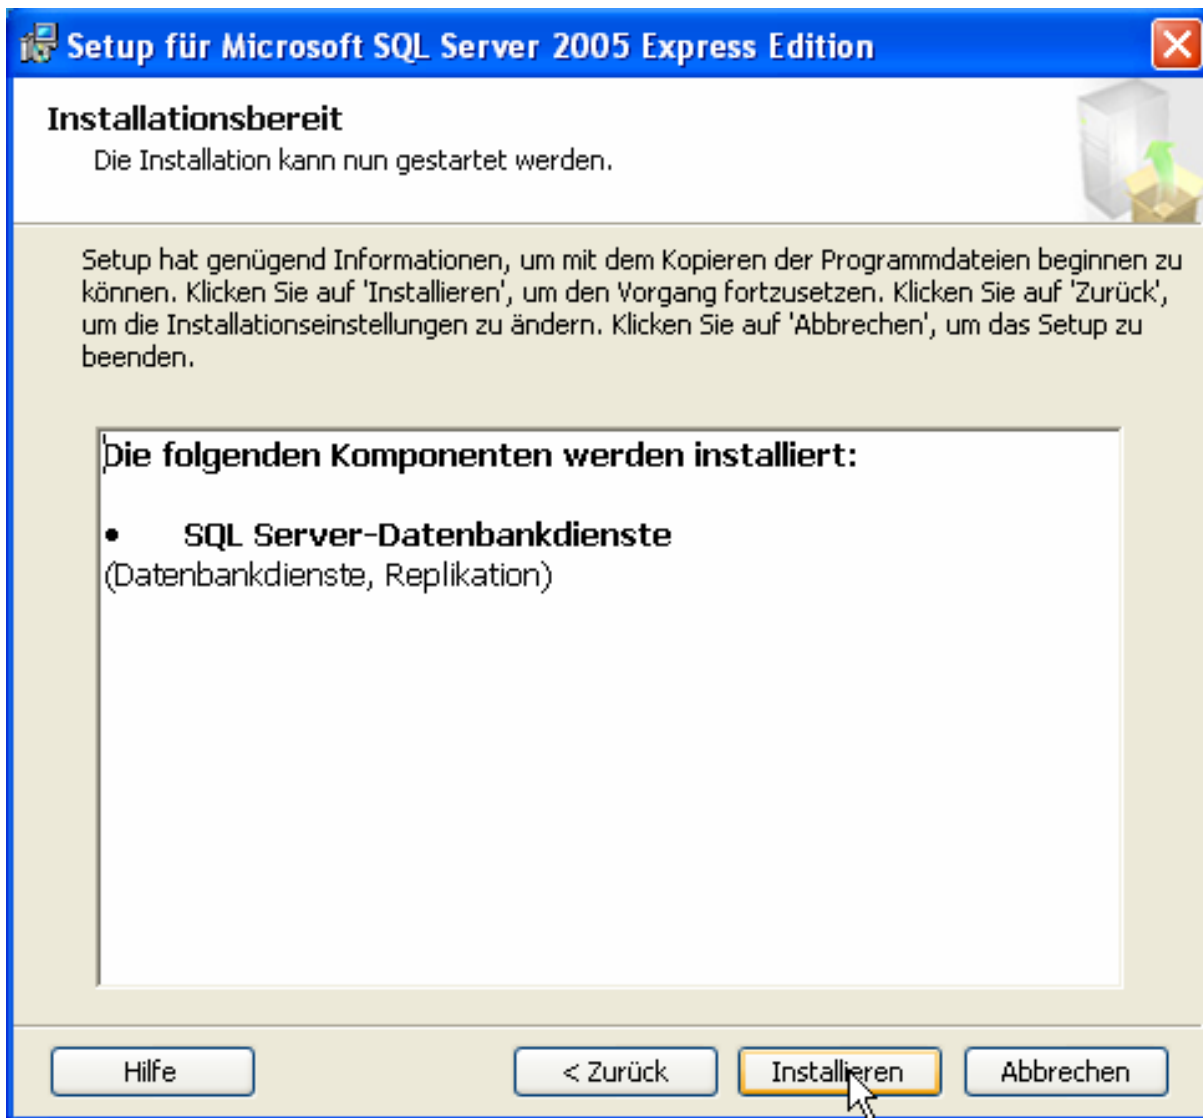 Setup für Microsoft SQL Server 2005 Express Edition
Installationsbereit
Die Installation kann nun gestartet werden.
Setup hat genügend Informationen, um mit dem Kopieren der Programmdateien beginnen zu
können. Klicken Sie auf 'Installieren', um den Vorgang fortzusetzen. Klicken Sie auf 'Zurück',
um die Installationseinstellungen zu ändern. Klicken Sie auf 'Abbrechen', um das Setup zu
beenden.
Die folgenden Komponenten werden installiert:
• SQL Server-Datenbankdienste
(Datenbankdienste, Replikation)
Hilfe
< Zurück
Installieren
Abbrechen